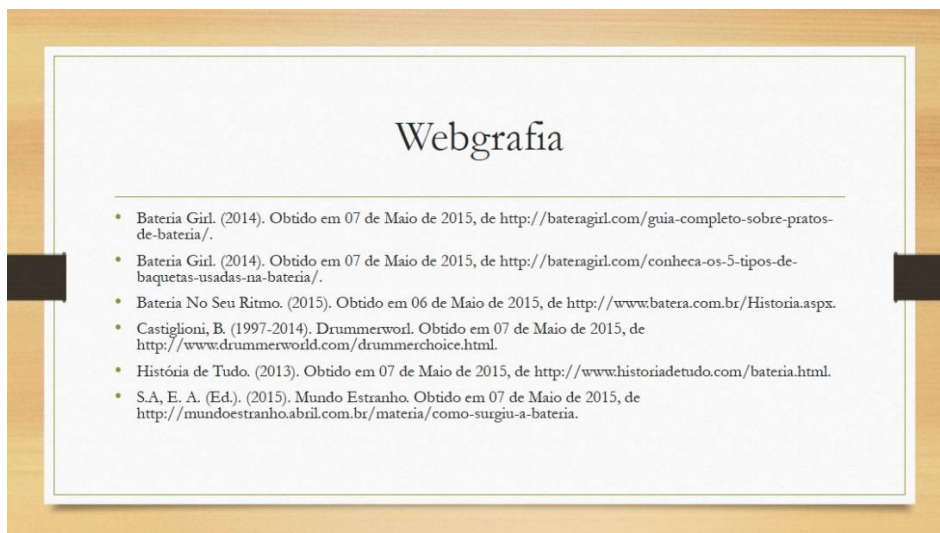 Webgrafia
• Bateria Girl. (2014). Obtido em 07 de Maio de 2015, de http://bateragirl.com/guia-completo-sobre-pratos-
de-bateria/.
• Bateria Girl. (2014). Obtido em 07 de Maio de 2015, de http://bateragirl.com/conheca-os-5-tipos-de-
baquetas-usadas-na-bateria/.
• Bateria No Seu Ritmo. (2015). Obtido em 06 de Maio de 2015, de http://www.batera.com.br/Historia.aspx.
• Castiglioni, B. (1997-2014). Drummerworl. Obtido em 07 de Maio de 2015, de
http://www.drummerworld.com/drummerchoice.html.
• História de Tudo. (2013). Obtido em 07 de Maio de 2015, de http://www.historiadetudo.com/bateria.html.
• S.A, E. A. (Ed.). (2015). Mundo Estranho. Obtido em 07 de Maio de 2015, de
http://mundoestranho.abril.com.br/materia/como-surgiu-a-bateria.